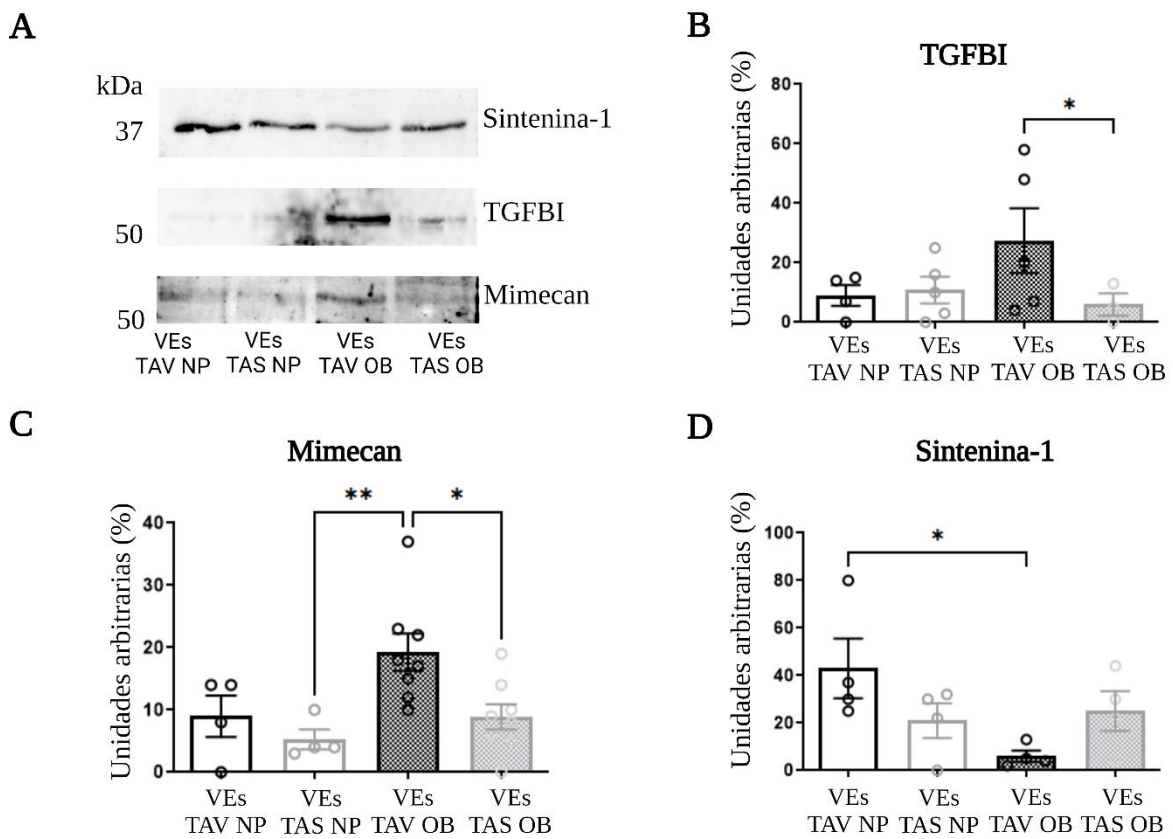 A
kDa
37
Sintenina-1
50
TGFBI
50
Mimecan
VEs VEs VEs VEs
TAV NP TAS NP TAV OB TAS OB
B
TGFBI
Unidades arbitrarias (%)
80
60
40
20
0
*
VEs VEs VEs VEs
TAV NP TAS NP TAV OB TAS OB
C
Mimecan
Unidades arbitrarias (%)
40
30
20
10
0
** *
VEs VEs VEs VEs
TAV NP TAS NP TAV OB TAS OB
D
Sintenina-1
Unidades arbitrarias (%)
100
80
60
40
20
0
*
VEs VEs VEs VEs
TAV NP TAS NP TAV OB TAS OB